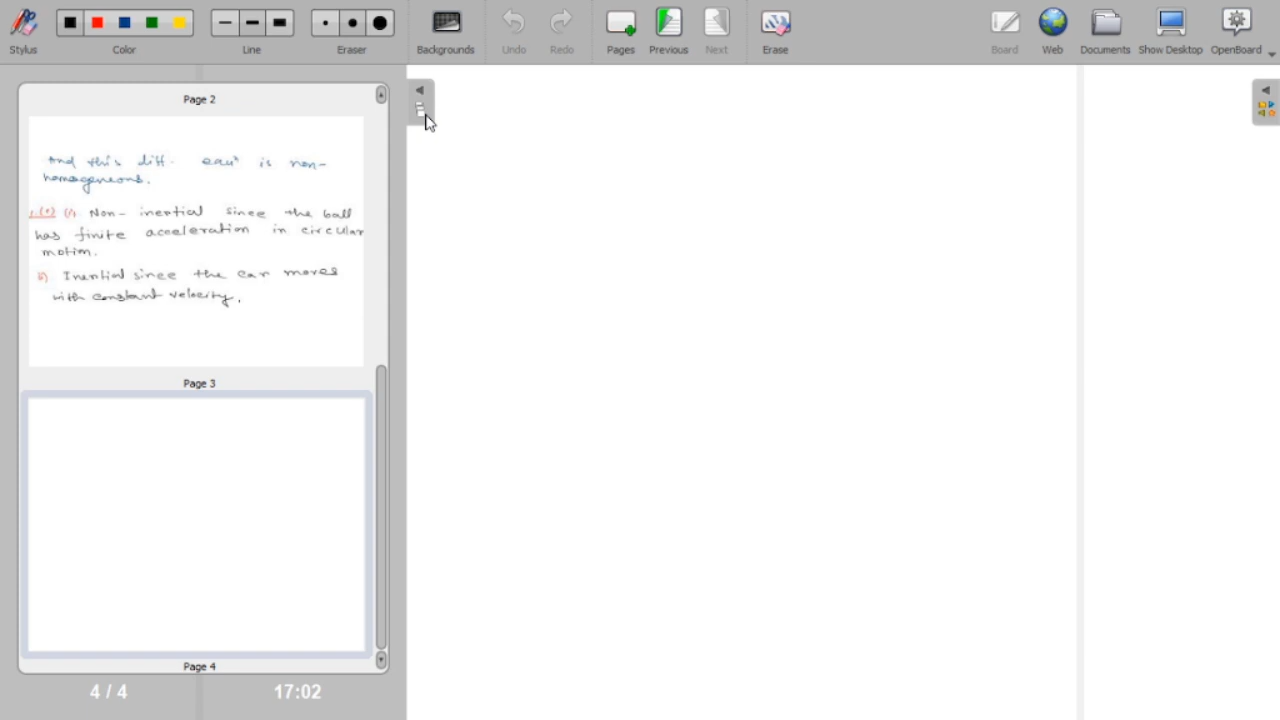 Stylus
Color
Line
Eraser
Backgrounds
Undo
Redo
Pages
Previous
Next
Erase
Board
Web
Documents
Show Desktop
OpenBoard
Page 2
And this diff. equⁿ is non-
homogeneous.
(i) Non-inertial since the ball
has finite acceleration in circular
motion.
ii) Inertial since the car moves
with constant velocity.
Page 3
Page 4
4 / 4
17:02